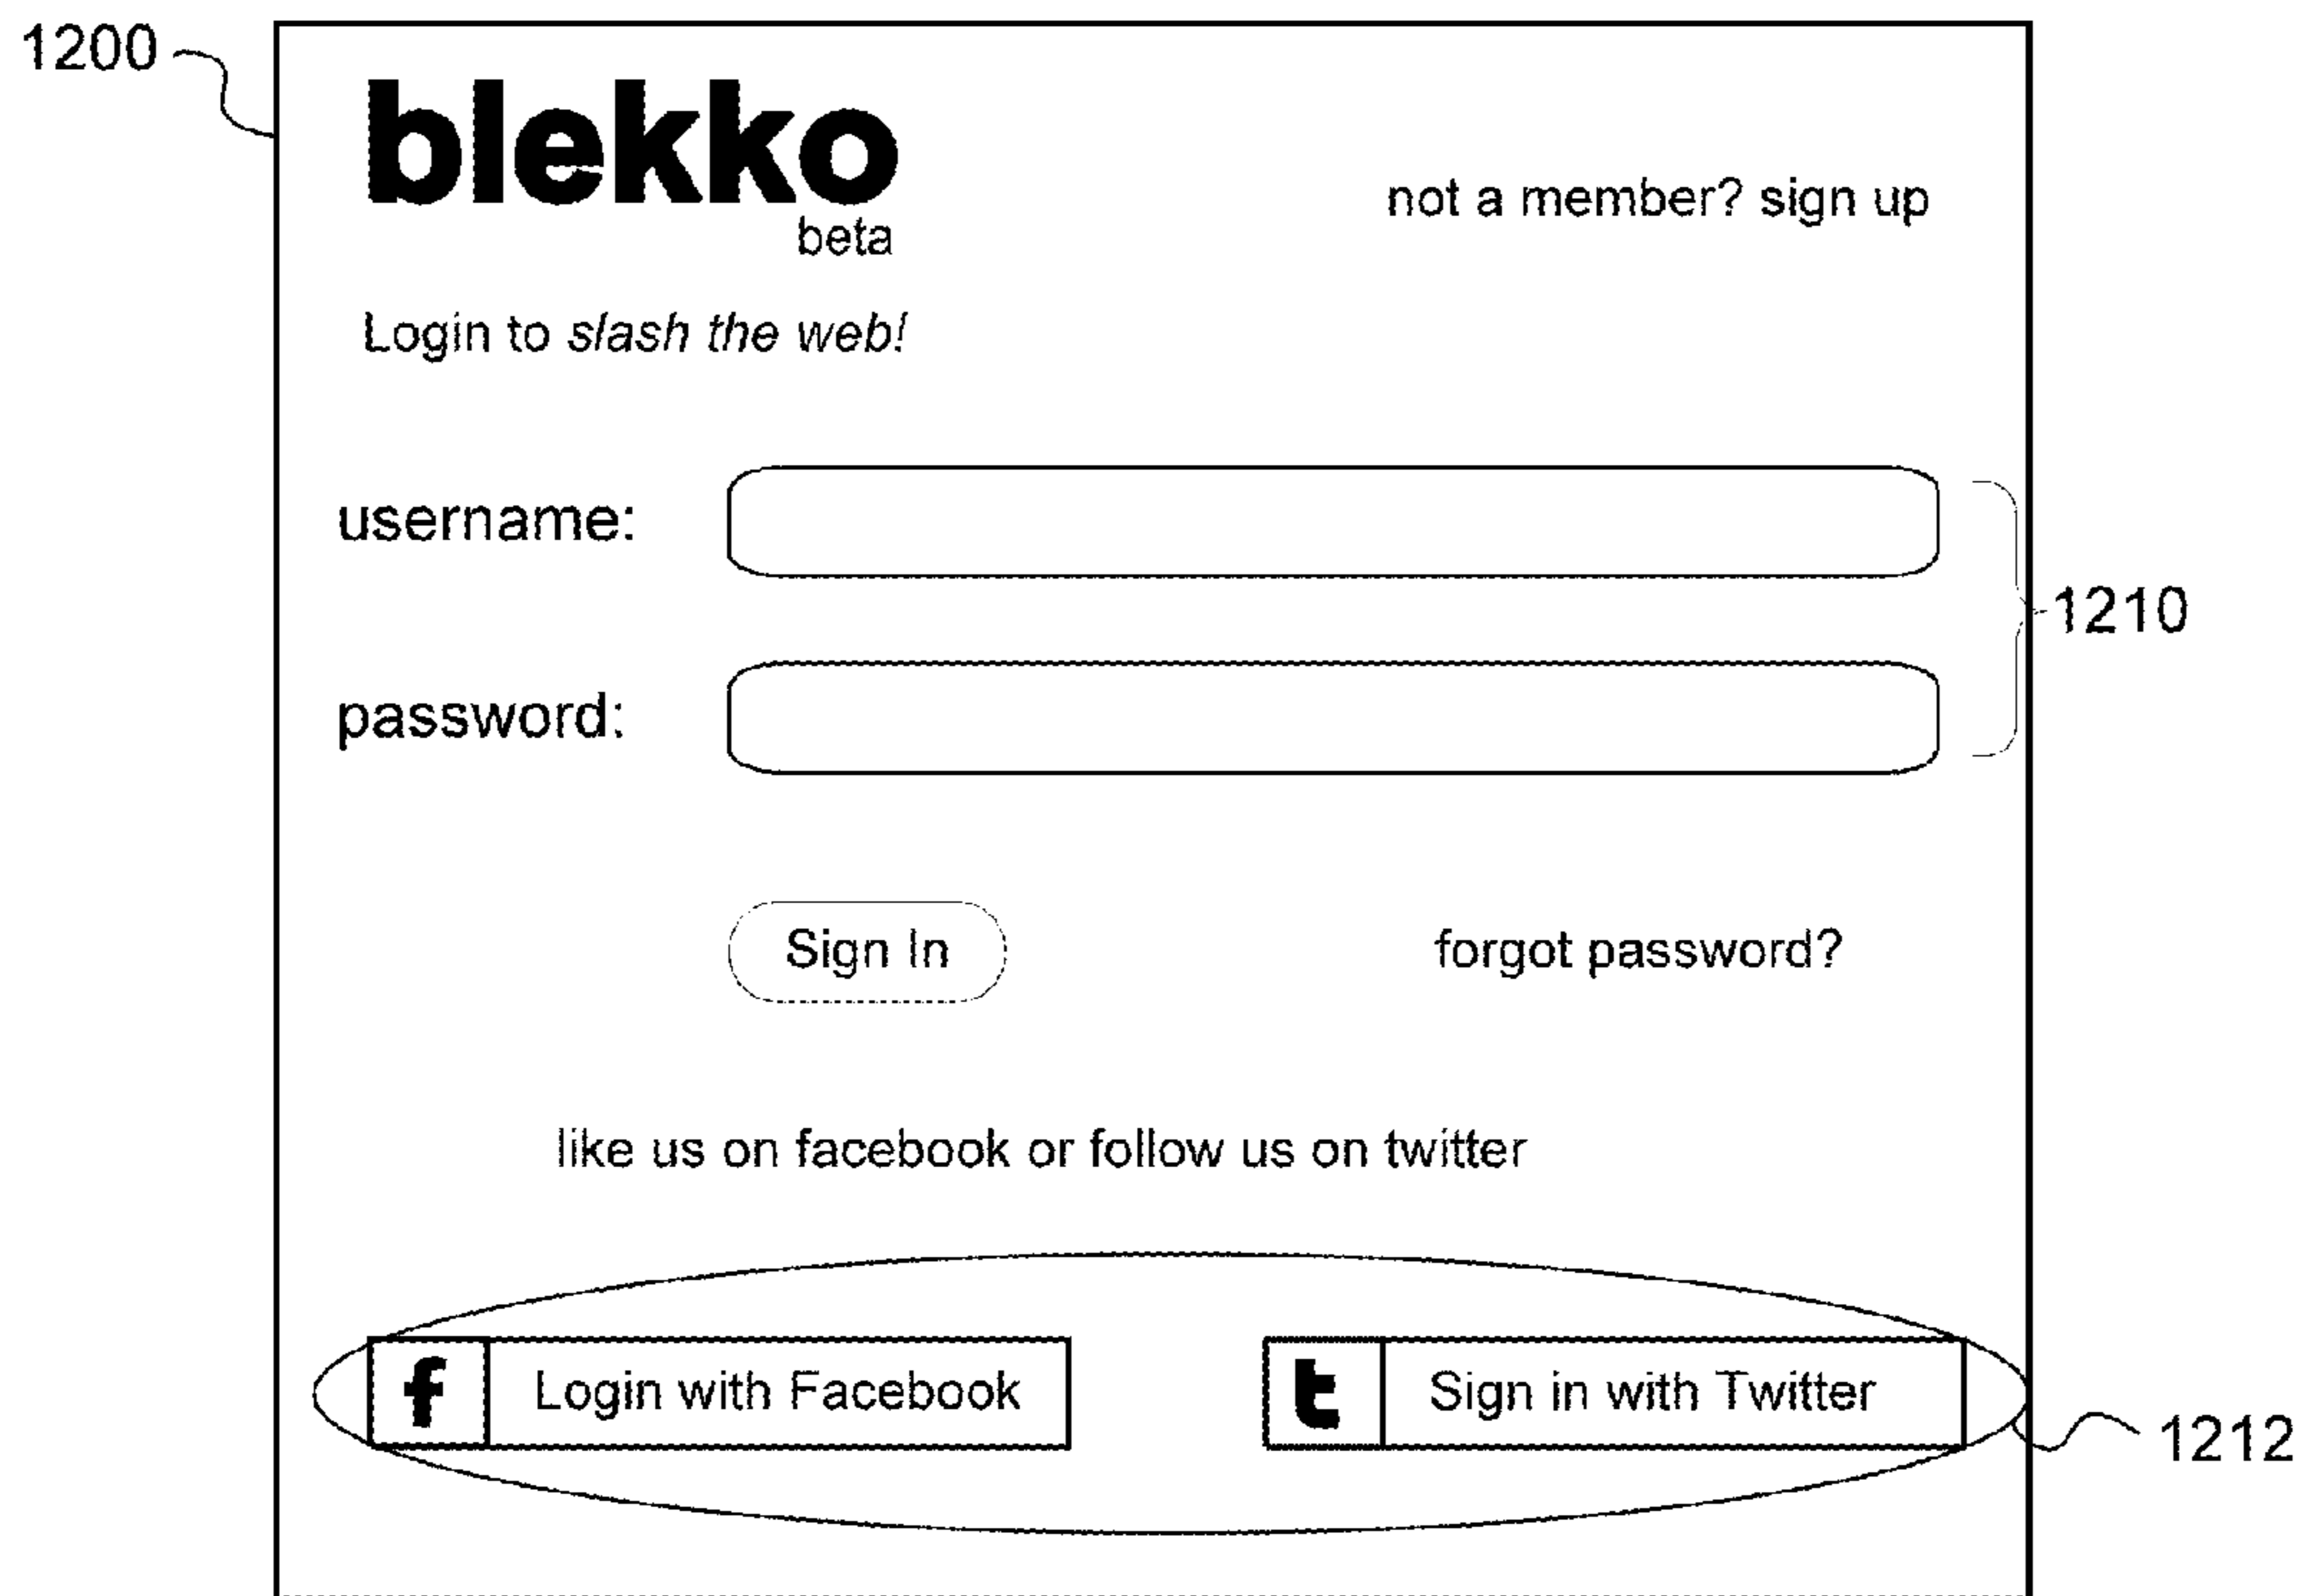 1200
blekko
beta
not a member? sign up
Login to slash the web!
username:
1210
password:
Sign In
forgot password?
like us on facebook or follow us on twitter
f Login with Facebook
t Sign in with Twitter
1212